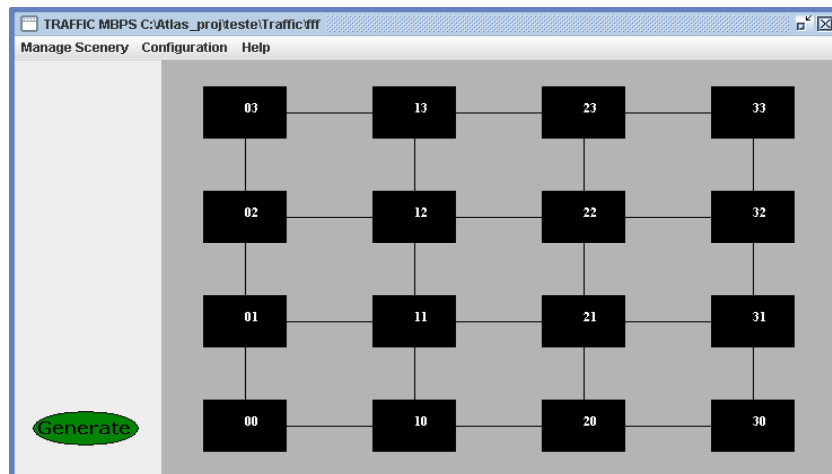 TRAFFIC MBPS C:\Atlas_proj\teste\Traffic\fff
Manage Scenery Configuration Help
03 13 23 33
02 12 22 32
01 11 21 31
00 10 20 30
Generate